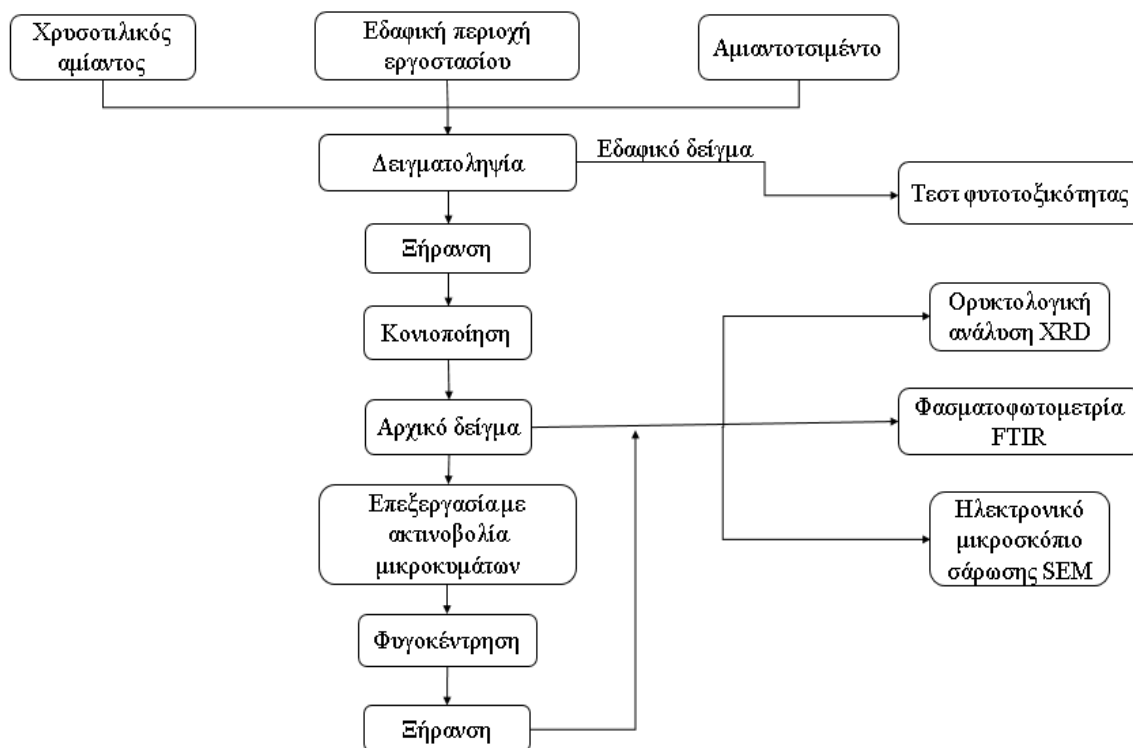 Χρυσοτιλικός
αμίαντος
Εδαφική περιοχή
εργοστασίου
Αμιαντοτσιμέντο
Δειγματοληψία
Εδαφικό δείγμα
Τεστ φυτοτοξικότητας
Ξήρανση
Κονιοποίηση
Ορυκτολογική
ανάλυση XRD
Αρχικό δείγμα
Φασματοφωτομετρία
FTIR
Επεξεργασία με
ακτινοβολία
μικροκυμάτων
Ηλεκτρονικό
μικροσκόπιο
σάρωσης SEM
Φυγοκέντρηση
Ξήρανση